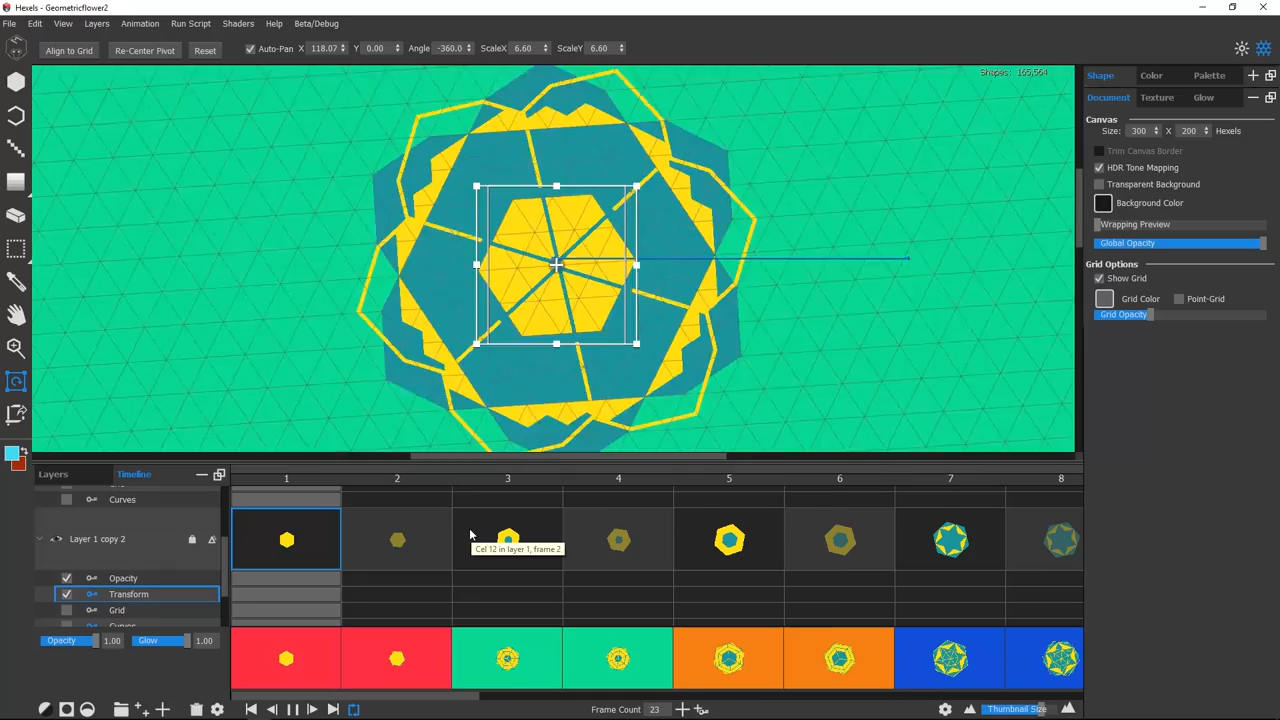 Hexels - Geometricflower2
File Edit View Layers Animation Run Script Shaders Help Beta/Debug
Align to Grid Re-Center Pivot Reset Auto-Pan X 118.07 Y 0.00 Angle -360.0 ScaleX 6.60 ScaleY 6.60
Shapes: 165,564
Shape Color Palette
Document Texture Glow
Canvas
Size: 300 X 200 Hexels
Trim Canvas Border
HDR Tone Mapping
Transparent Background
Background Color
Wrapping Preview
Global Opacity
Grid Options
Show Grid
Grid Color Point-Grid
Grid Opacity
Layers Timeline
1 2 3 4 5 6 7 8
Curves
Layer 1 copy 2
Cel 12 in layer 1, frame 2
Opacity
Transform
Grid
Opacity 1.00 Glow 1.00
Frame Count 23
Thumbnail Size